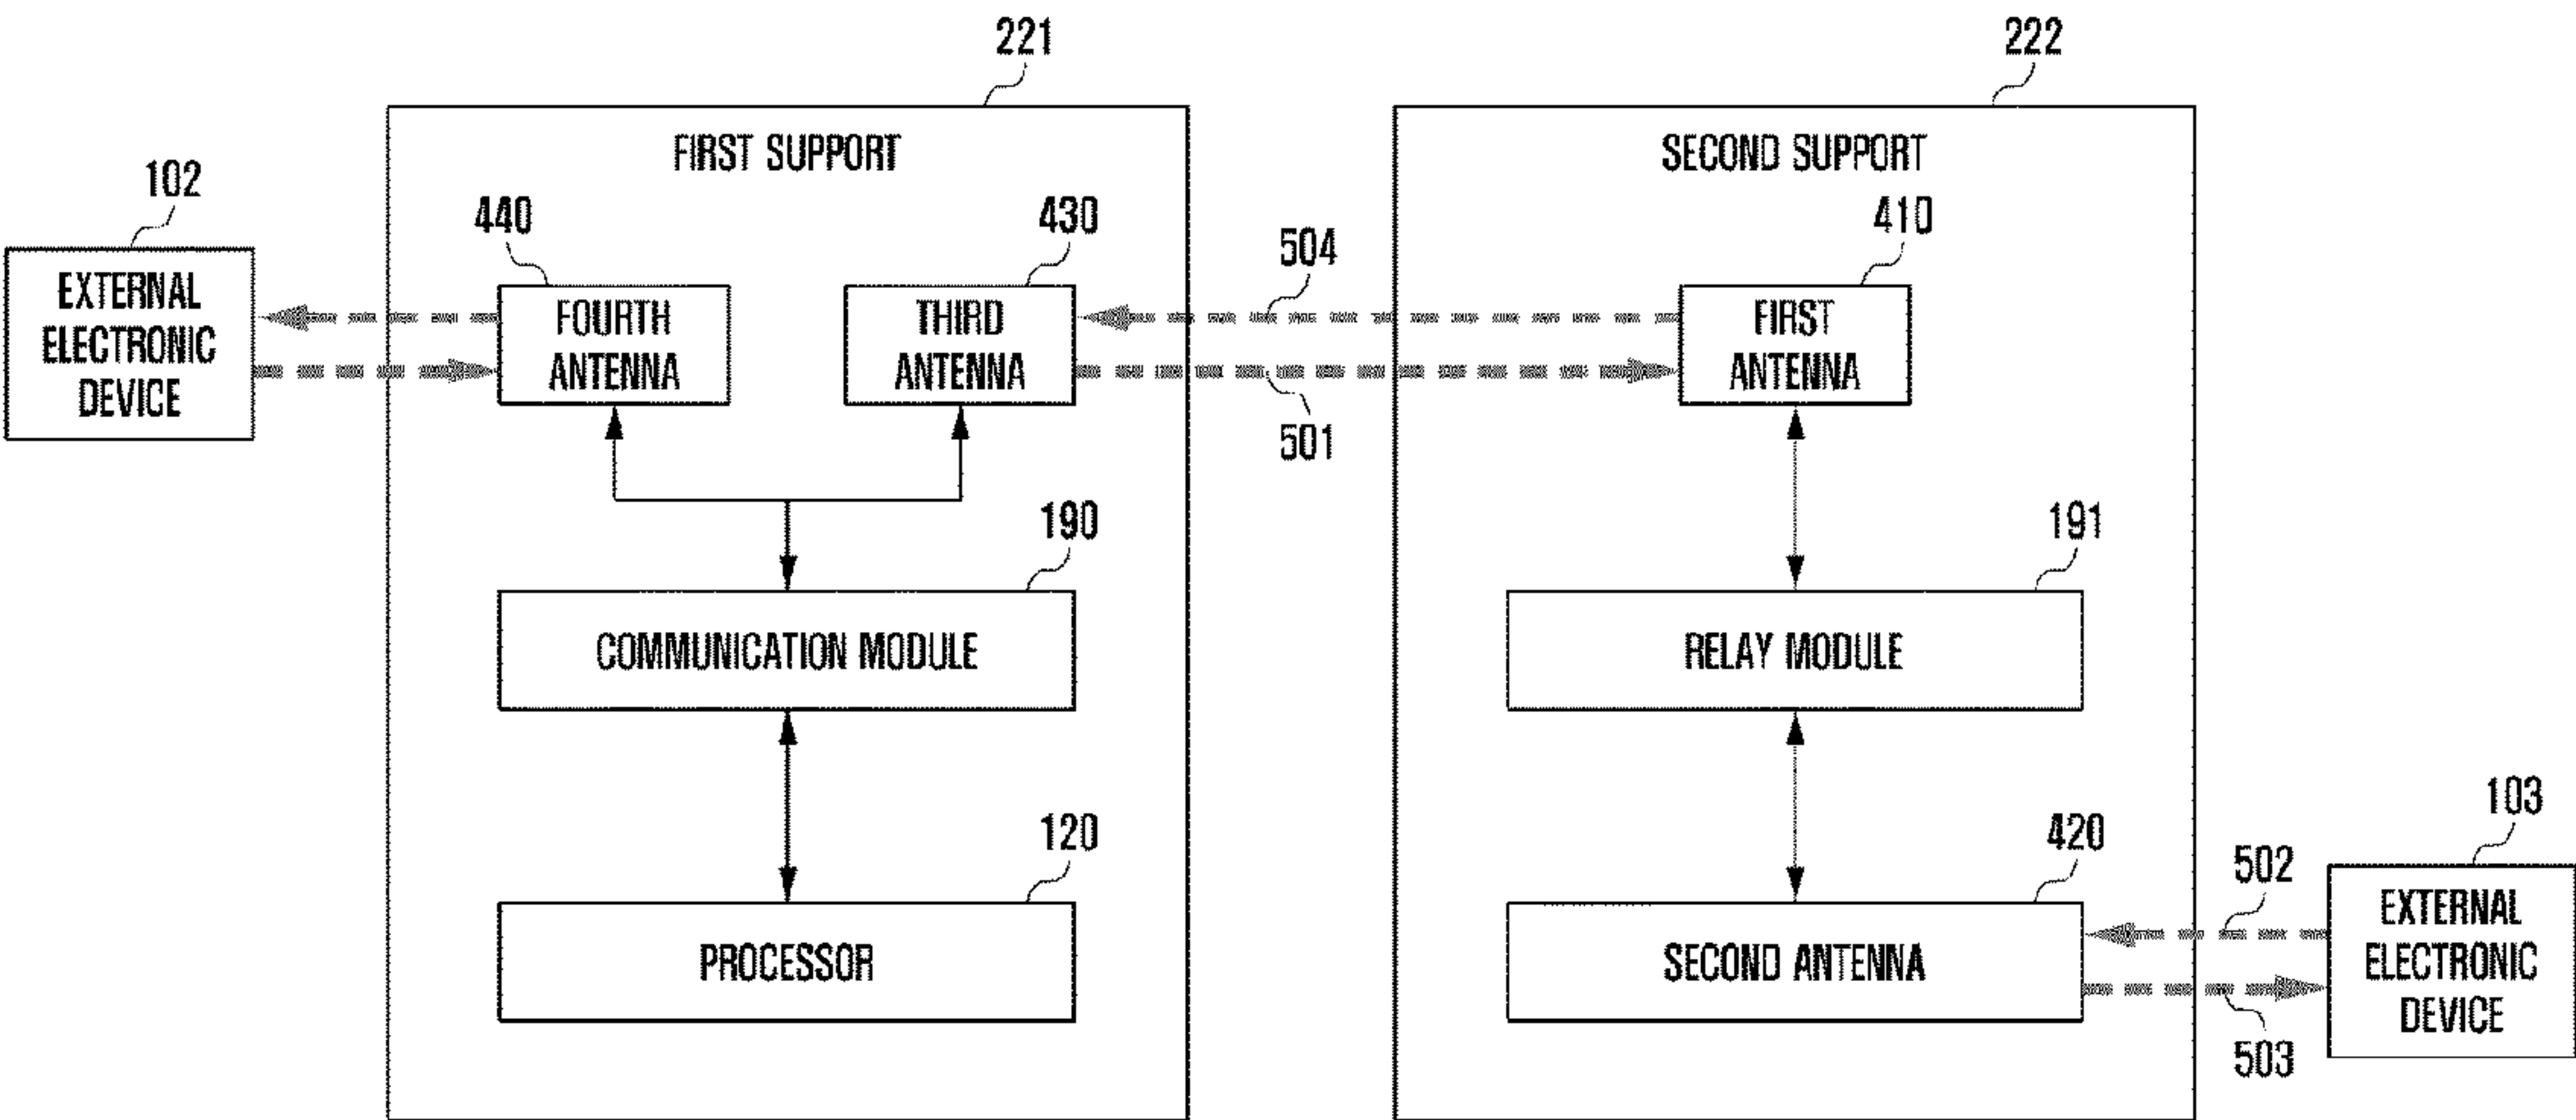 221
222
FIRST SUPPORT
SECOND SUPPORT
102
440
430
504
410
EXTERNAL
ELECTRONIC
DEVICE
FOURTH
ANTENNA
THIRD
ANTENNA
FIRST
ANTENNA
501
190
191
COMMUNICATION MODULE
RELAY MODULE
120
420
502
103
PROCESSOR
SECOND ANTENNA
EXTERNAL
ELECTRONIC
DEVICE
503